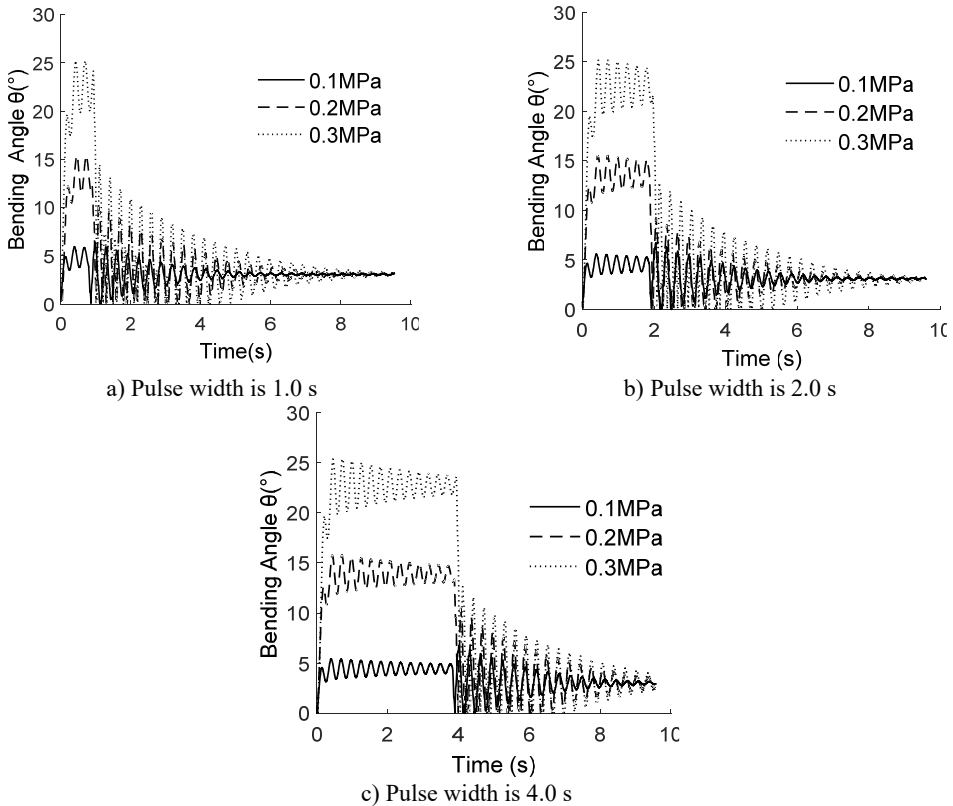 30
25
20
15
10
5
0
Bending Angle θ(°)
0.1MPa
0.2MPa
0.3MPa
0 2 4 6 8 10
Time(s)
a) Pulse width is 1.0 s
30
25
20
15
10
5
0
Bending Angle θ(°)
0.1MPa
0.2MPa
0.3MPa
0 2 4 6 8 10
Time (s)
b) Pulse width is 2.0 s
30
25
20
15
10
5
0
Bending Angle θ(°)
0.1MPa
0.2MPa
0.3MPa
0 2 4 6 8 10
Time (s)
c) Pulse width is 4.0 s